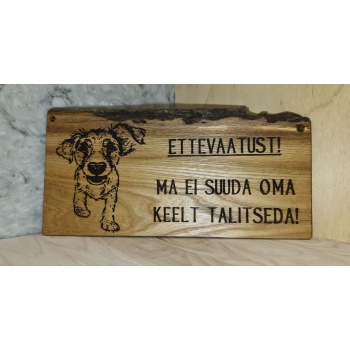 ETTEVAATUST!
MA EI SUUDA OMA
KEELT TALITSEDA!